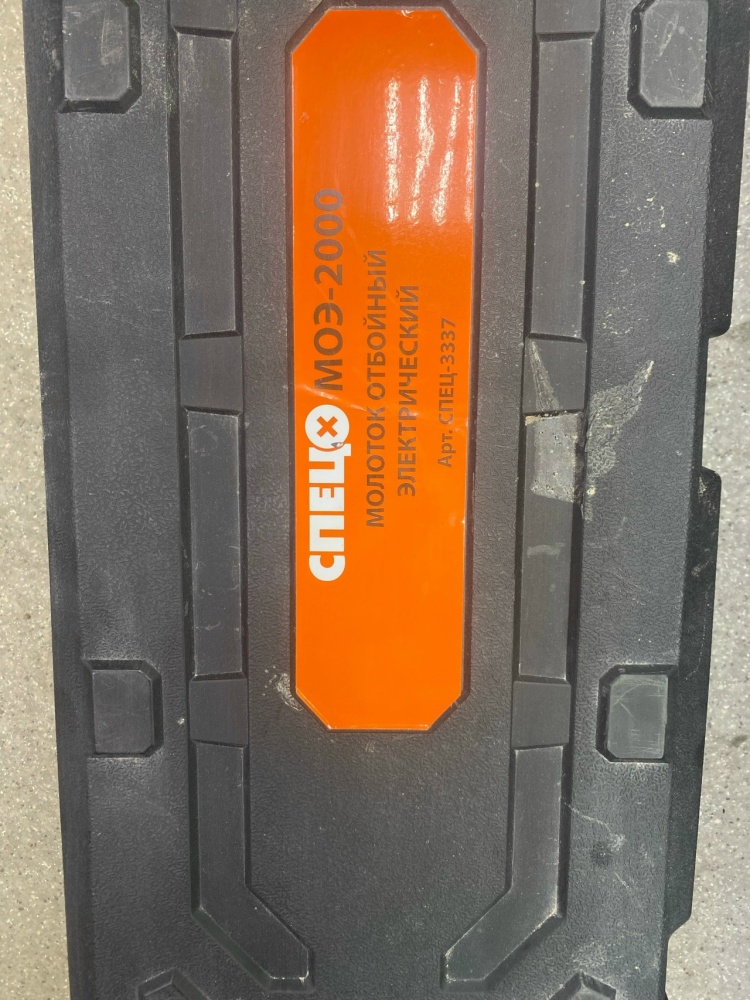 СПЕЦ МОЭ-2000
МОЛОТОК ОТБОЙНЫЙ
ЭЛЕКТРИЧЕСКИЙ
Арт. СПЕЦ-3337